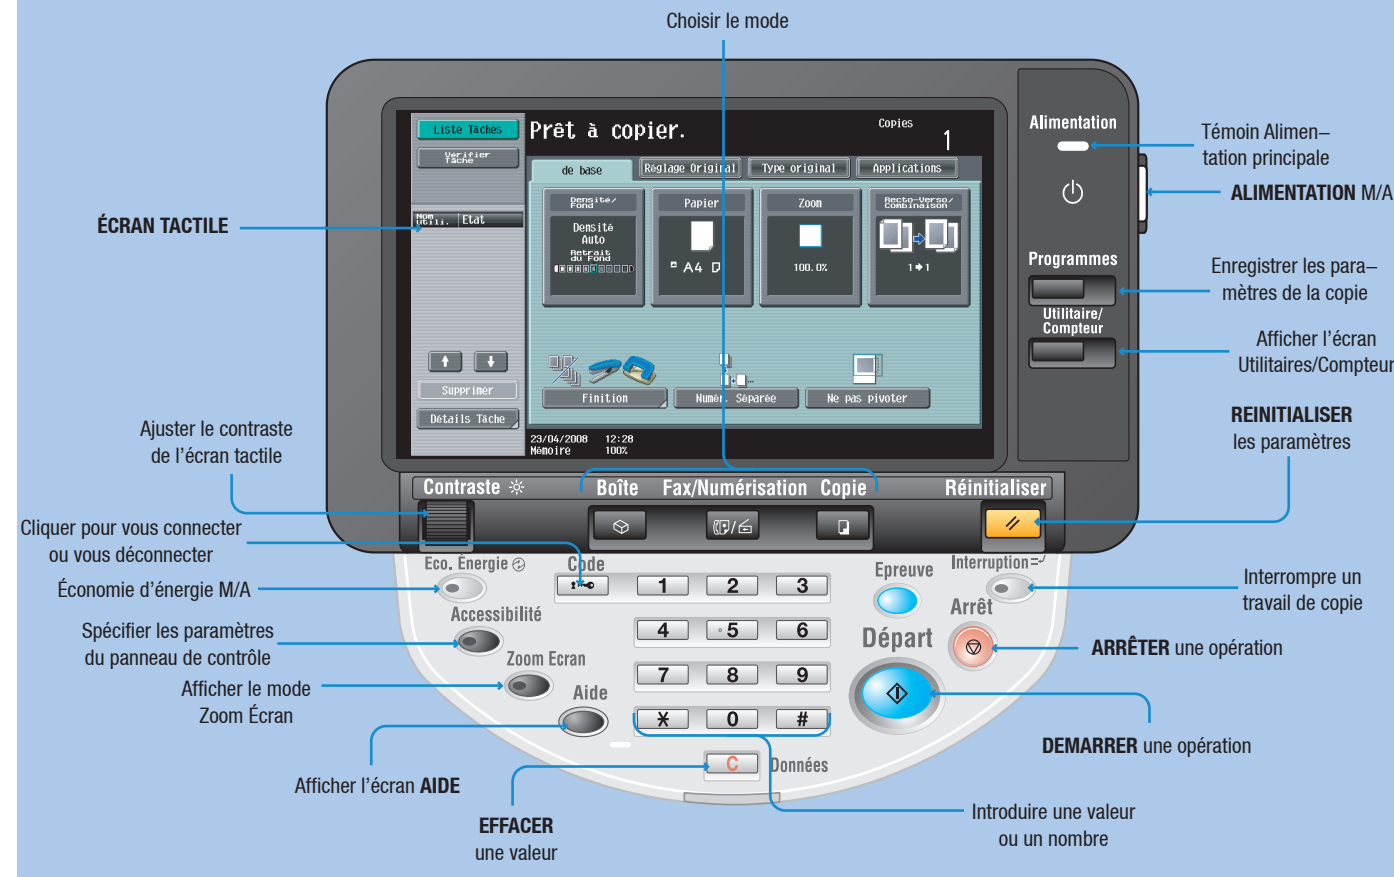 Choisir le mode
Liste Tâches
Prêt à copier.
Copies
1
Vérifier
Tâche
de base
Réglage Original
Type original
Applications
Nom
Utili.
Etat
Densité/
Fond
Densité
Auto
Retrait
du Fond
Papier
A4
Zoom
100.0%
Recto-Verso/
Combinaison
1 → 1
Supprimer
Détails Tâche
Finition
Numér. Séparée
Ne pas pivoter
23/04/2008 12:28
Mémoire 100%
Alimentation
Programmes
Utilitaire/
Compteur
Témoin Alimen–
tation principale
ALIMENTATION M/A
Enregistrer les para–
mètres de la copie
Afficher l'écran
Utilitaires/Compteur
REINITIALISER
les paramètres
ÉCRAN TACTILE
Ajuster le contraste
de l'écran tactile
Cliquer pour vous connecter
ou vous déconnecter
Économie d'énergie M/A
Spécifier les paramètres
du panneau de contrôle
Afficher le mode
Zoom Écran
Afficher l'écran AIDE
EFFACER
une valeur
Contraste
Boîte
Fax/Numérisation
Copie
Réinitialiser
Eco. Énergie
Code
Accessibilité
Zoom Ecran
Aide
1 2 3
4 5 6
7 8 9
* 0 #
C
Données
Epreuve
Interruption
Arrêt
Départ
Interrompre un
travail de copie
ARRÊTER une opération
DEMARRER une opération
Introduire une valeur
ou un nombre